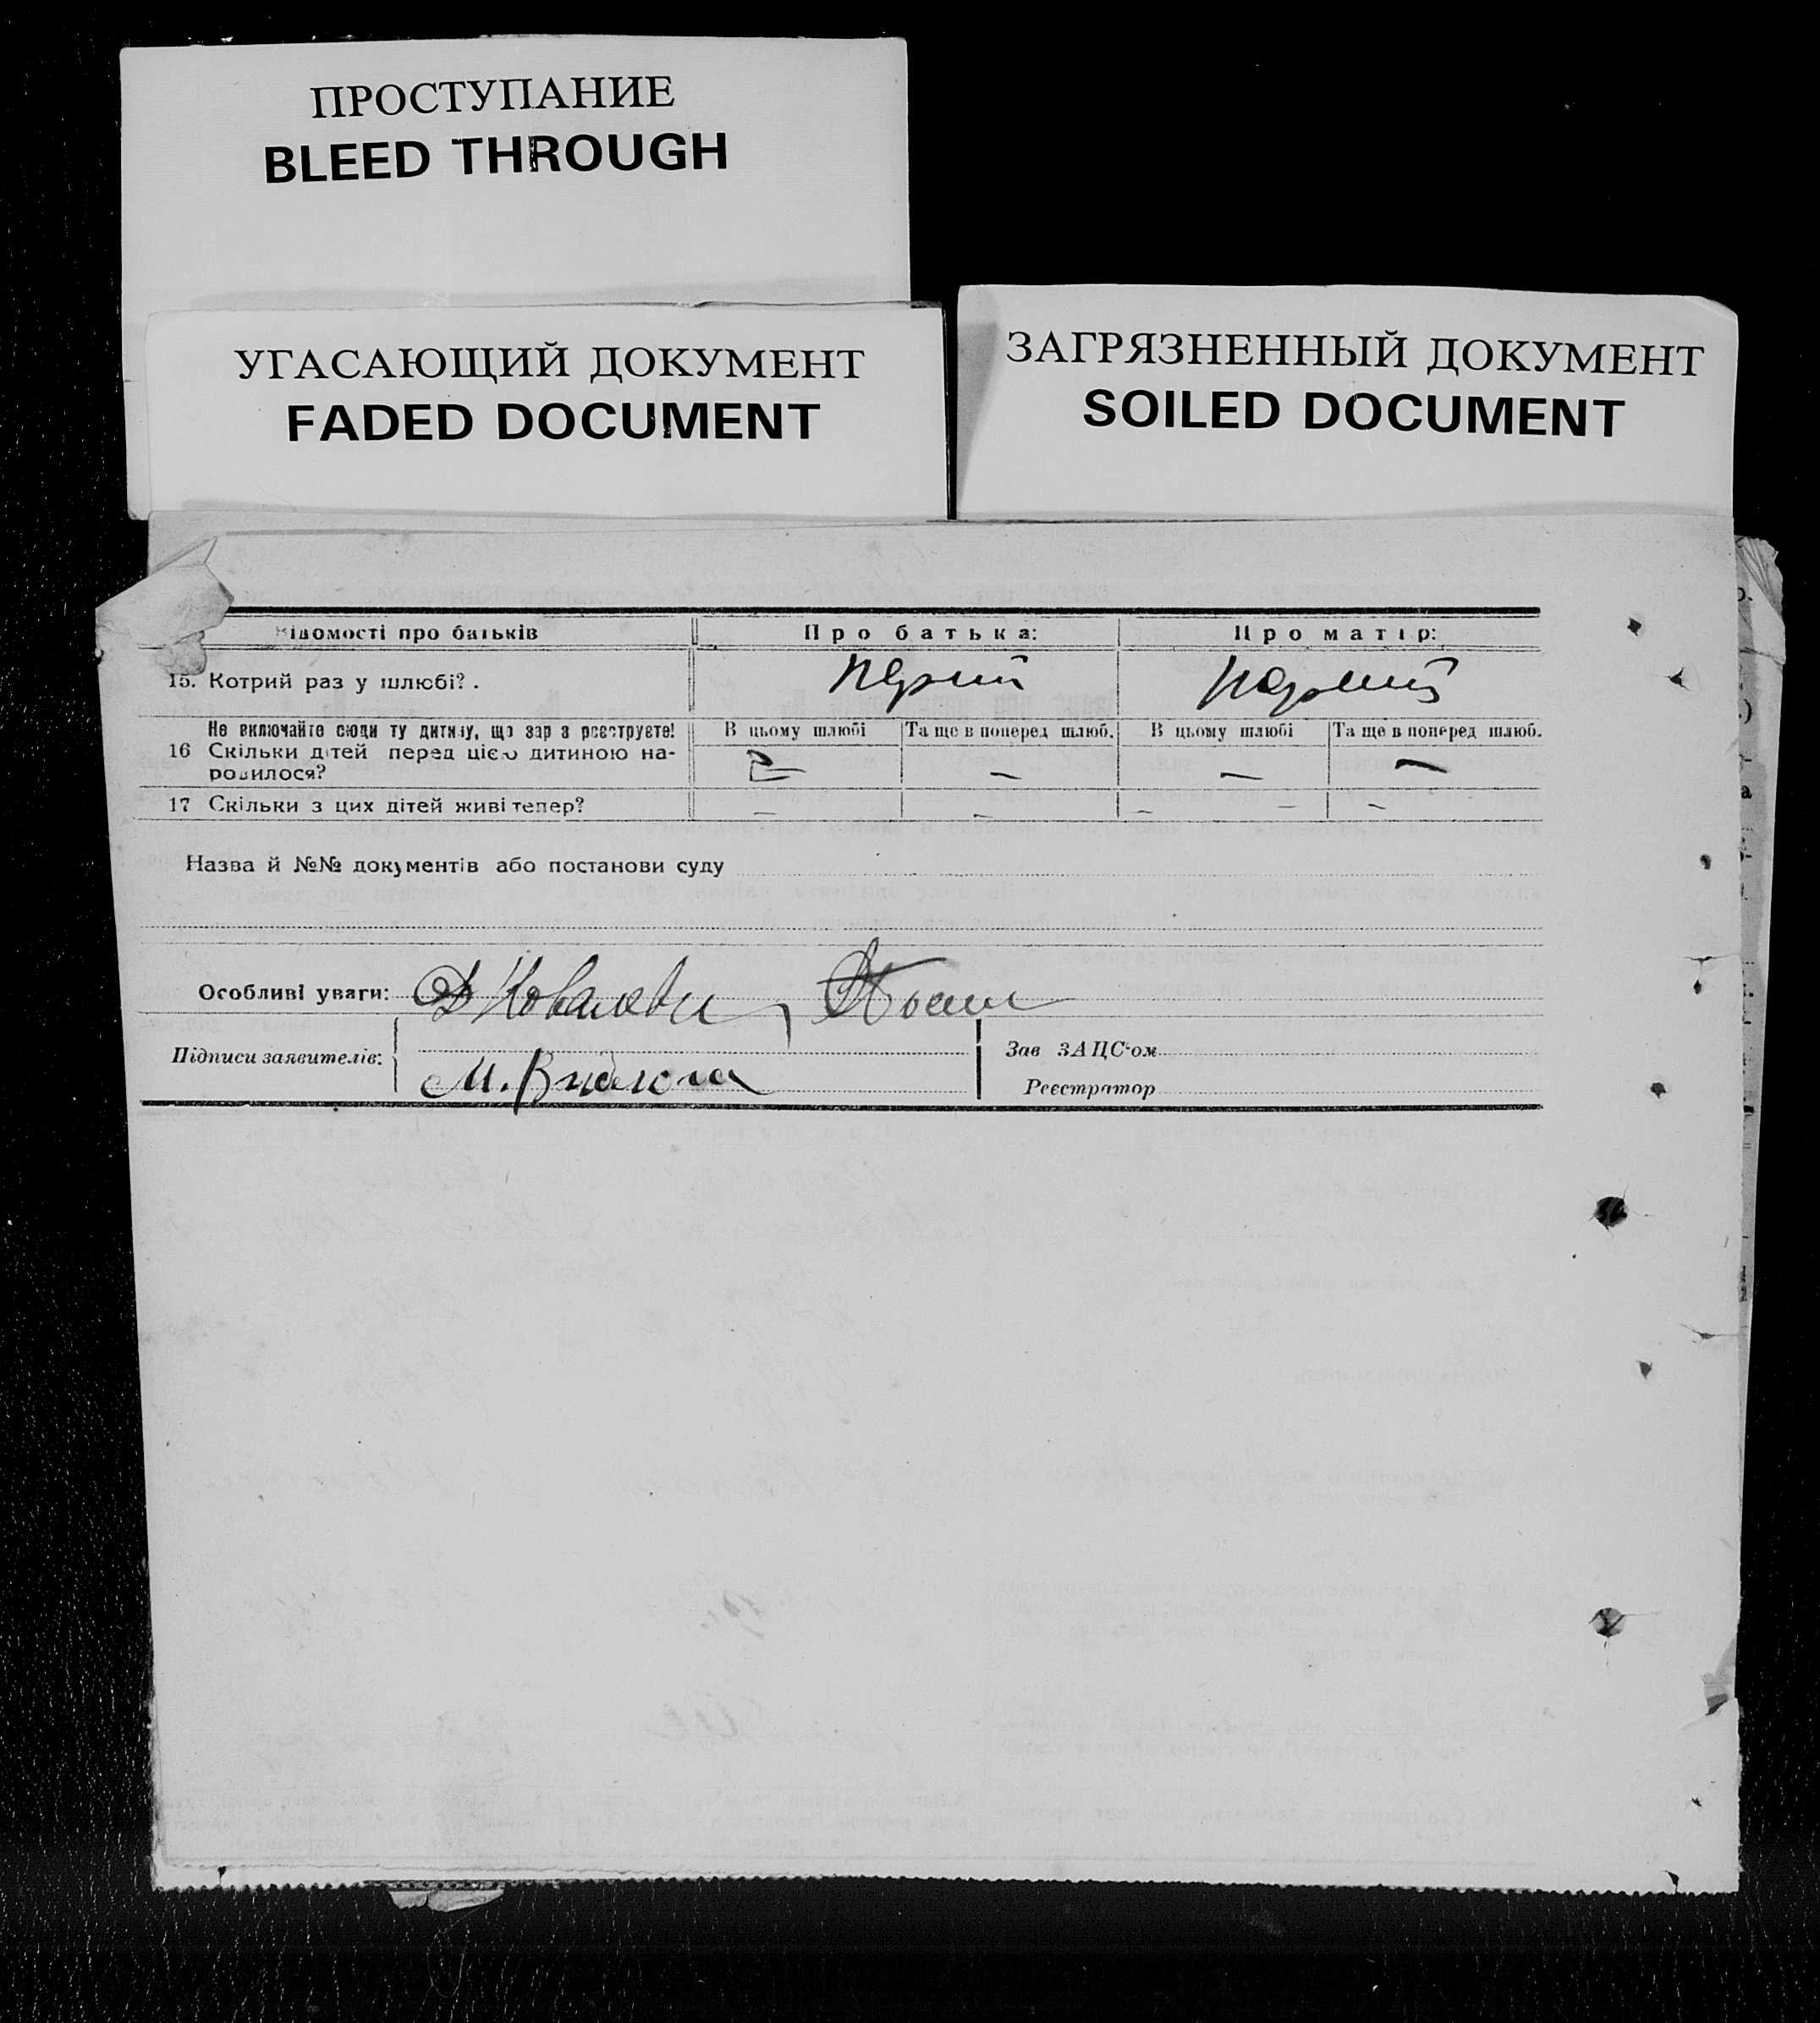 ПРОСТУПАНИЕ
BLEED THROUGH
УГАСАЮЩИЙ ДОКУМЕНТ
FADED DOCUMENT
ЗАГРЯЗНЕННЫЙ ДОКУМЕНТ
SOILED DOCUMENT
Відомості про батьків Про батька: Про матір:
15. Котрий раз у шлюбі?. перший
Не включайте сюди ту дитину, що зар з реєструєте! В цьому шлюбі Та ще в поперед шлюб. В цьому шлюбі Та ще в поперед шлюб.
16 Скільки дітей перед цією дитиною на-
родилося? — — —
17 Скільки з цих дітей живі тепер? — — — — —
Назва й №№ документів або постанови суду
Особливі уваги:
Підписи заявителів: М.
Зав ЗАЦС'ом
Реєстратор